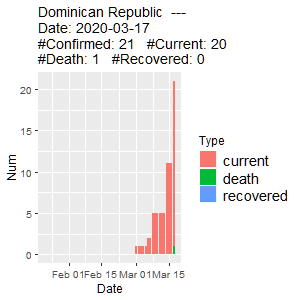 Dominican Republic  ---
Date: 2020-03-17
#Confirmed: 21   #Current: 20
#Death: 1   #Recovered: 0
20
15
10
5
0
Num
Feb 01 Feb 15 Mar 01 Mar 15
Date
Type
current
death
recovered